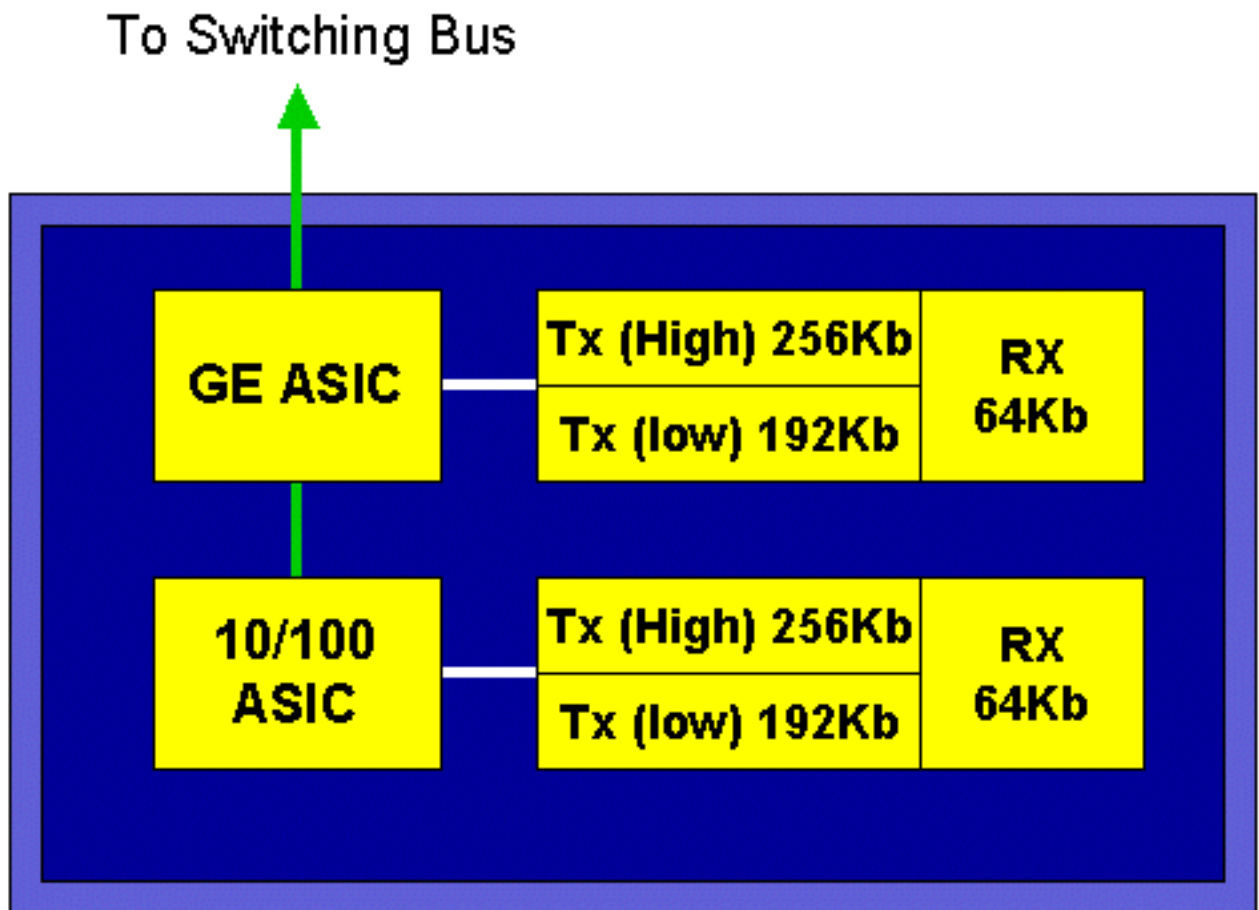 To Switching Bus
GE ASIC
Tx (High) 256Kb
Tx (low) 192Kb
RX
64Kb
10/100
ASIC
Tx (High) 256Kb
Tx (low) 192Kb
RX
64Kb